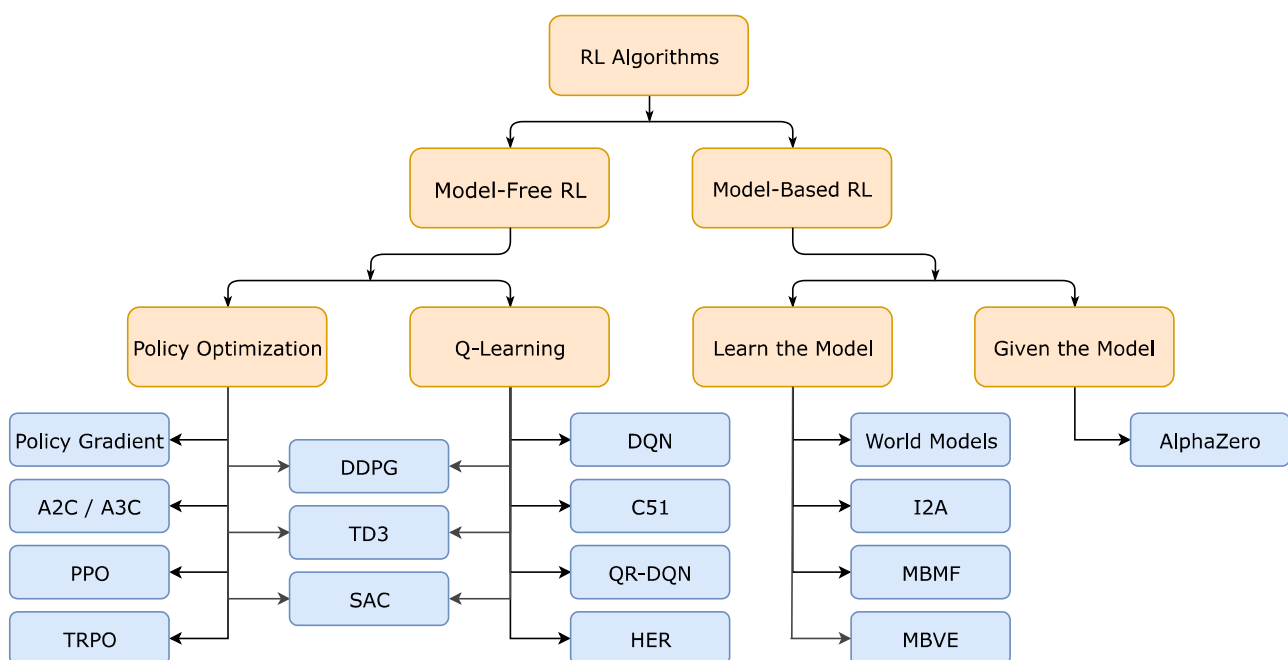 RL Algorithms
Model-Free RL
Model-Based RL
Policy Optimization
Q-Learning
Learn the Model
Given the Model
Policy Gradient
DQN
World Models
AlphaZero
DDPG
A2C / A3C
C51
I2A
TD3
PPO
QR-DQN
MBMF
SAC
TRPO
HER
MBVE